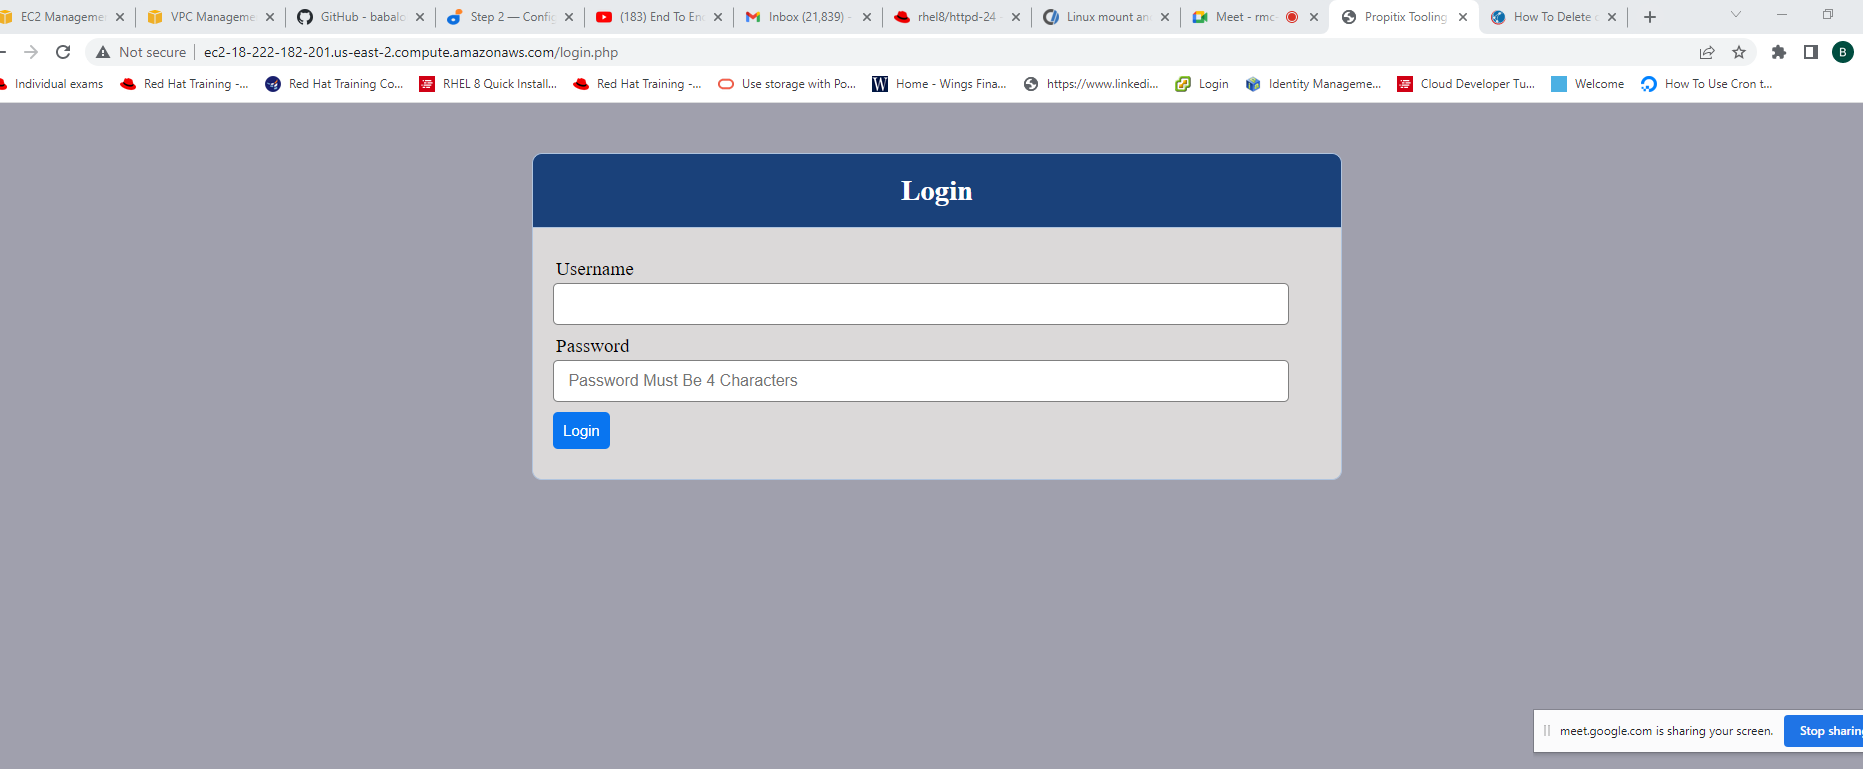 EC2 Manageme
VPC Manageme
GitHub - babalo
Step 2 — Config
(183) End To En
Inbox (21,839) -
rhel8/httpd-24 -
Linux mount an
Meet - rmc-
Propitix Tooling
How To Delete
Not secure
ec2-18-222-182-201.us-east-2.compute.amazonaws.com/login.php
B
Individual exams
Red Hat Training -...
Red Hat Training Co...
RHEL 8 Quick Install...
Red Hat Training -...
Use storage with Po...
W
Home - Wings Fina...
https://www.linkedi...
Login
Identity Manageme...
Cloud Developer Tu...
Welcome
How To Use Cron t...
Login
Username
Password
Password Must Be 4 Characters
Login
meet.google.com is sharing your screen.
Stop sharing